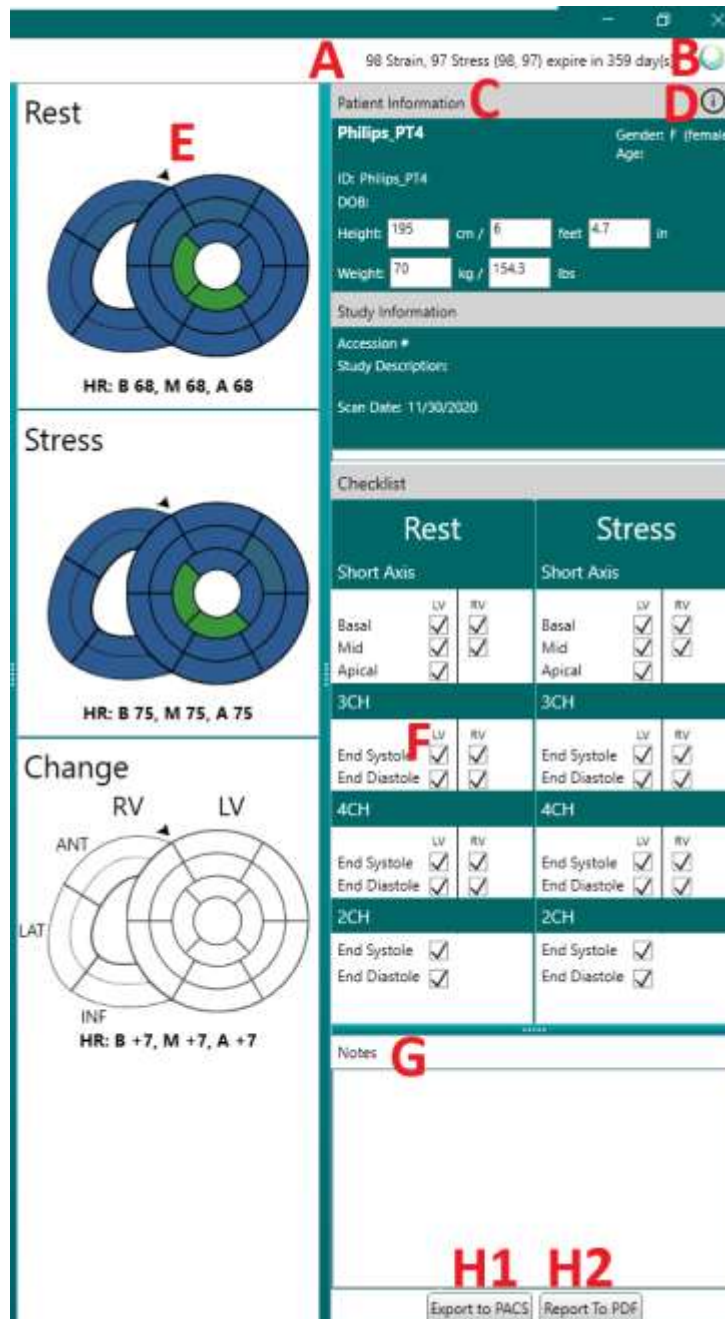 A
98 Strain, 97 Stress (98, 97) expire in 359 day(s)
B
Rest
E
HR: B 68, M 68, A 68
Stress
HR: B 75, M 75, A 75
Change
RV LV
ANT
LAT
INF
HR: B +7, M +7, A +7
Patient Information
C
D
Philips_PT4
Gender: F (female
Age:
ID: Philips_PT4
DOB:
Height: 195 cm / 6 feet 4.7 in
Weight: 70 kg / 154.3 lbs
Study Information
Accession #
Study Description:
Scan Date: 11/30/2020
Checklist
Rest Stress
Short Axis Short Axis
LV RV LV RV
Basal Basal
Mid Mid
Apical Apical
3CH 3CH
F
LV RV LV RV
End Systole End Systole
End Diastole End Diastole
4CH 4CH
LV RV LV RV
End Systole End Systole
End Diastole End Diastole
2CH 2CH
End Systole End Systole
End Diastole End Diastole
Notes
G
H1 H2
Export to PACS Report To PDF